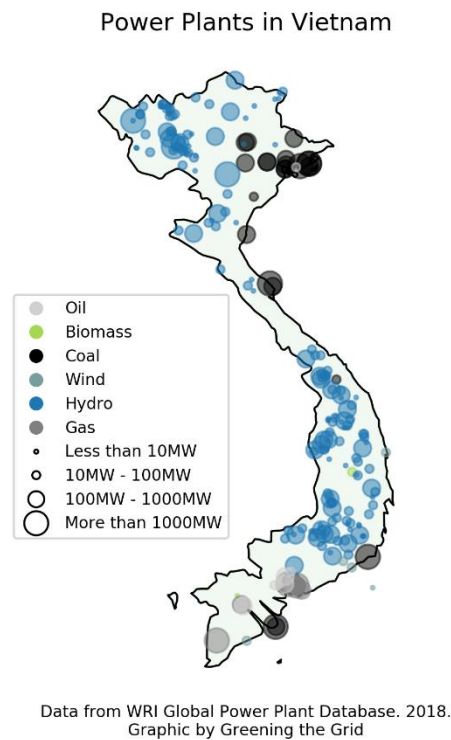 Power Plants in Vietnam
Oil
Biomass
Coal
Wind
Hydro
Gas
Less than 10MW
10MW - 100MW
100MW - 1000MW
More than 1000MW
Data from WRI Global Power Plant Database. 2018.
Graphic by Greening the Grid